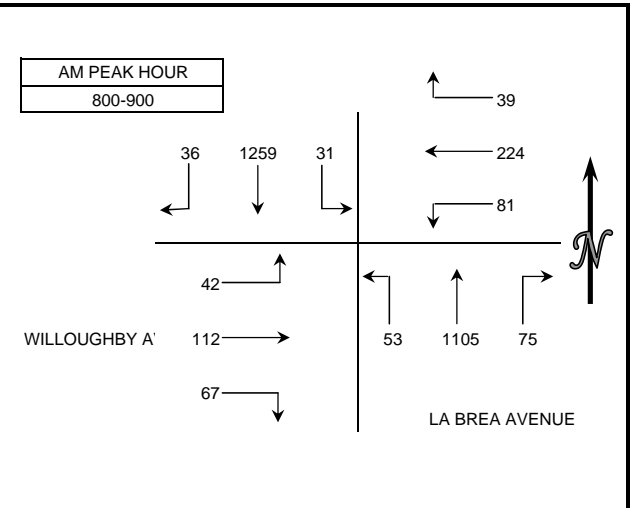 AM PEAK HOUR
800-900
39
36 1259 31
224
81
N
42
WILLOUGHBY A
112
53 1105 75
67
LA BREA AVENUE